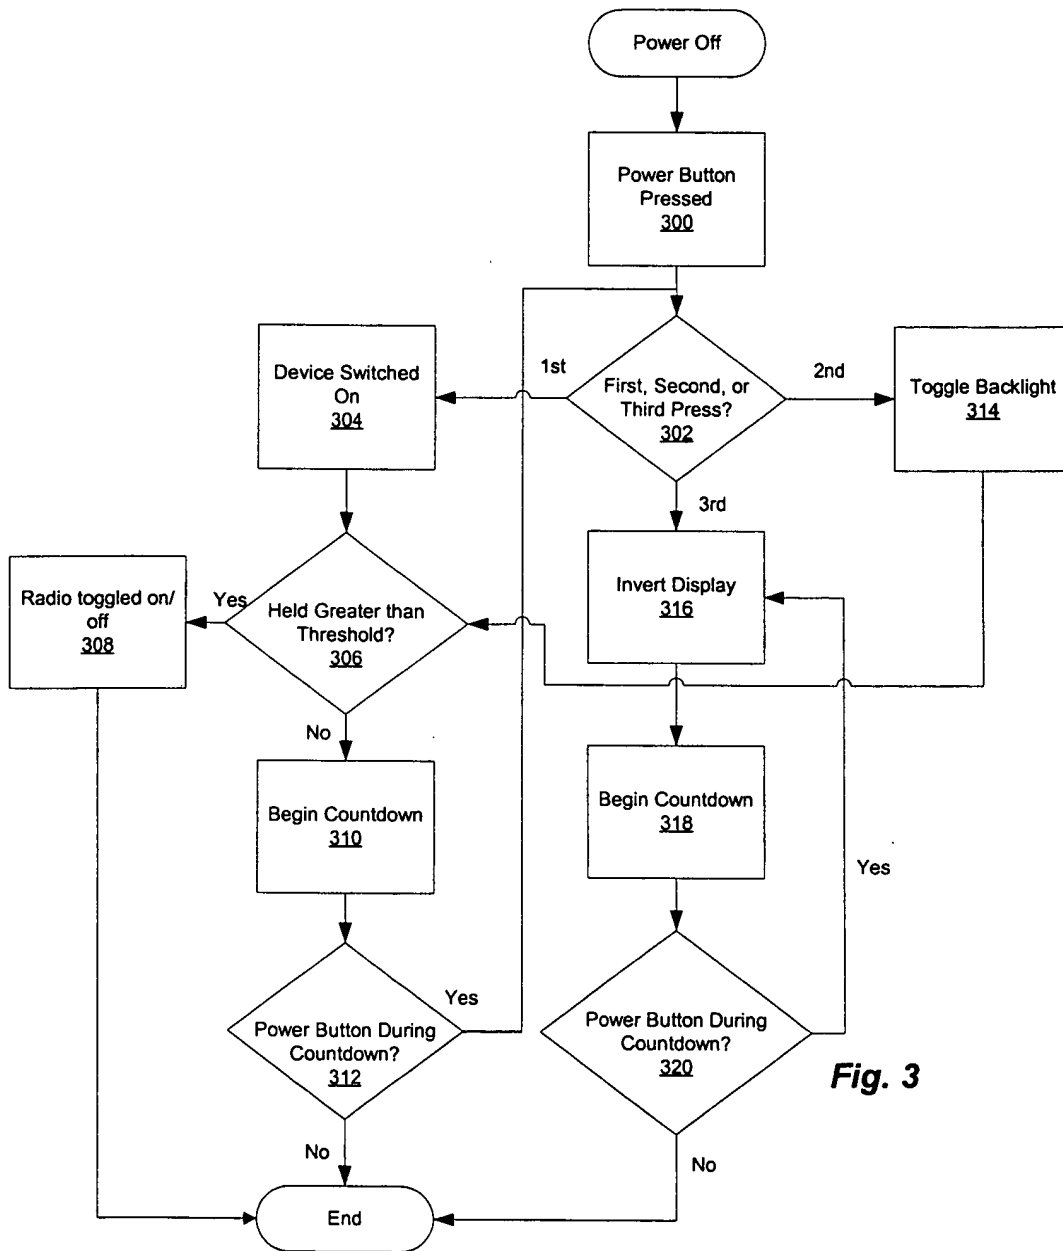 Power Off
Power Button
Pressed
300
Device Switched
On
304
1st
First, Second, or
Third Press?
302
2nd
Toggle Backlight
314
3rd
Radio toggled on/
off
308
Yes
Held Greater than
Threshold?
306
Invert Display
316
No
Begin Countdown
310
Begin Countdown
318
Yes
Power Button During
Countdown?
312
Yes
Power Button During
Countdown?
320
Fig. 3
No
No
End